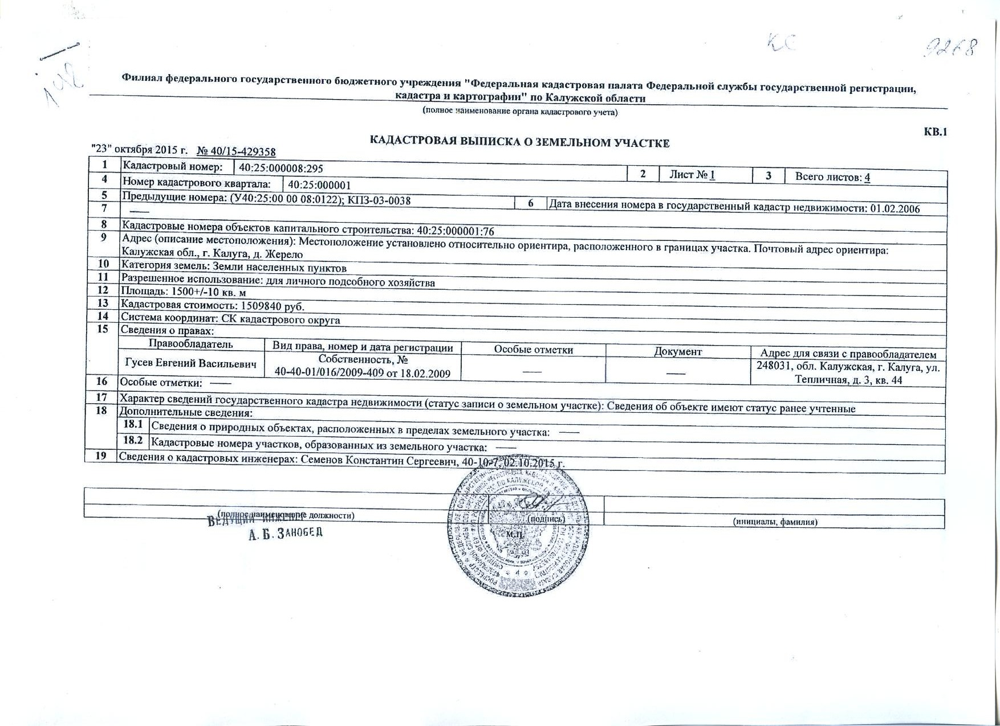 КС
9268
Филиал федерального государственного бюджетного учреждения "Федеральная кадастровая палата Федеральной службы государственной регистрации,
кадастра и картографии" по Калужской области
(полное наименование органа кадастрового учета)
КВ.1
КАДАСТРОВАЯ ВЫПИСКА О ЗЕМЕЛЬНОМ УЧАСТКЕ
"23" октября 2015 г. № 40/15-429358
1 Кадастровый номер: 40:25:000008:295 2 Лист № 1 3 Всего листов: 4
4 Номер кадастрового квартала: 40:25:000001
5 Предыдущие номера: (У40:25:00 00 08:0122); КПЗ-03-0038 6 Дата внесения номера в государственный кадастр недвижимости: 01.02.2006
7 ——
8 Кадастровые номера объектов капитального строительства: 40:25:000001:76
9 Адрес (описание местоположения): Местоположение установлено относительно ориентира, расположенного в границах участка. Почтовый адрес ориентира:
Калужская обл., г. Калуга, д. Жерело
10 Категория земель: Земли населенных пунктов
11 Разрешенное использование: для личного подсобного хозяйства
12 Площадь: 1500+/-10 кв. м
13 Кадастровая стоимость: 1509840 руб.
14 Система координат: СК кадастрового округа
15 Сведения о правах:
Правообладатель Вид права, номер и дата регистрации Особые отметки Документ Адрес для связи с правообладателем
Гусев Евгений Васильевич Собственность, № —— —— 248031, обл. Калужская, г. Калуга, ул.
40-40-01/016/2009-409 от 18.02.2009 Тепличная, д. 3, кв. 44
16 Особые отметки: ——
17 Характер сведений государственного кадастра недвижимости (статус записи о земельном участке): Сведения об объекте имеют статус ранее учтенные
18 Дополнительные сведения:
18.1 Сведения о природных объектах, расположенных в пределах земельного участка: ——
18.2 Кадастровые номера участков, образованных из земельного участка: ——
19 Сведения о кадастровых инженерах: Семенов Константин Сергеевич, 40-10-7, 02.10.2015 г.
(полное наименование должности) (подпись) (инициалы, фамилия)
ВЕДУЩИЙ ИНЖЕНЕР
А. Б. ЗАНОБЕД
М.П.